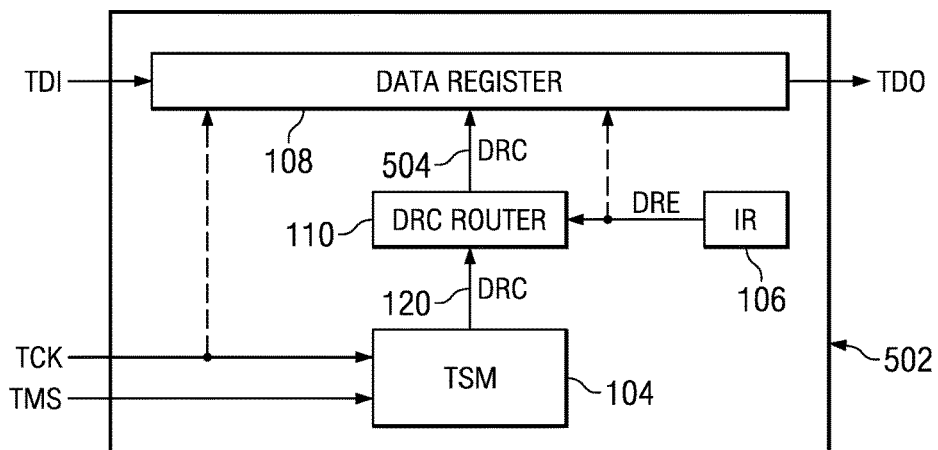 TDI
DATA REGISTER
TDO
108
504
DRC
110
DRC ROUTER
DRE
IR
106
120
DRC
TCK
TMS
TSM
104
502